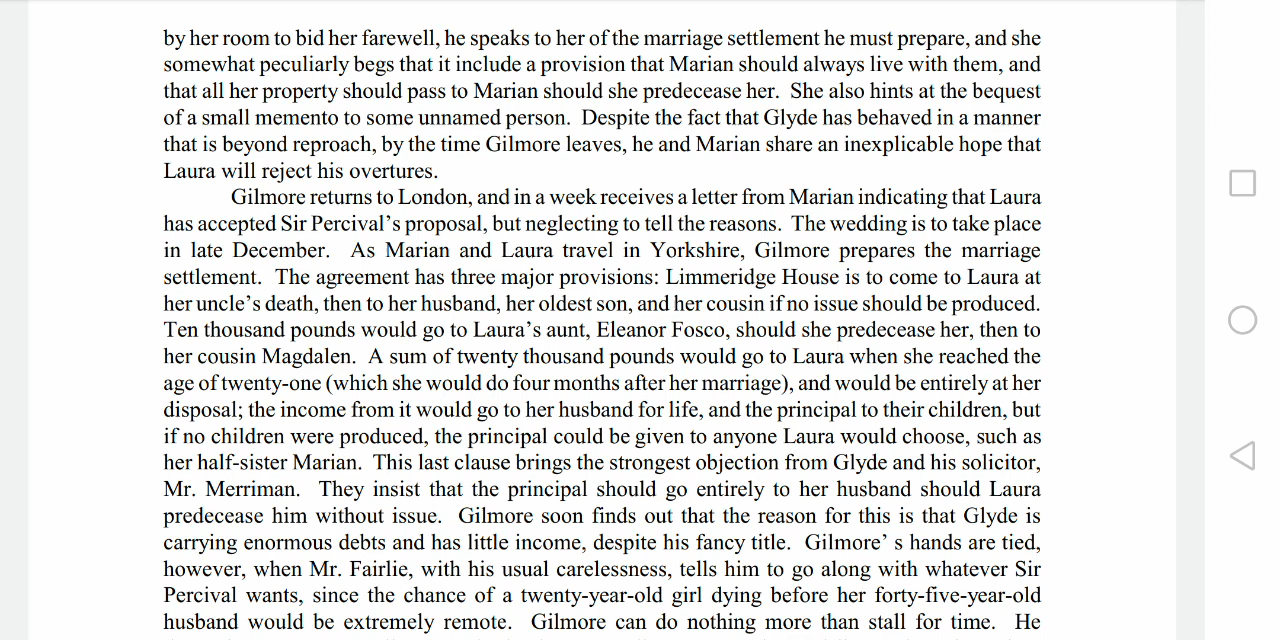 by her room to bid her farewell, he speaks to her of the marriage settlement he must prepare, and she
somewhat peculiarly begs that it include a provision that Marian should always live with them, and
that all her property should pass to Marian should she predecease her.  She also hints at the bequest
of a small memento to some unnamed person.  Despite the fact that Glyde has behaved in a manner
that is beyond reproach, by the time Gilmore leaves, he and Marian share an inexplicable hope that
Laura will reject his overtures.
Gilmore returns to London, and in a week receives a letter from Marian indicating that Laura
has accepted Sir Percival’s proposal, but neglecting to tell the reasons.  The wedding is to take place
in late December.  As Marian and Laura travel in Yorkshire, Gilmore prepares the marriage
settlement.  The agreement has three major provisions: Limmeridge House is to come to Laura at
her uncle’s death, then to her husband, her oldest son, and her cousin if no issue should be produced.
Ten thousand pounds would go to Laura’s aunt, Eleanor Fosco, should she predecease her, then to
her cousin Magdalen.  A sum of twenty thousand pounds would go to Laura when she reached the
age of twenty-one (which she would do four months after her marriage), and would be entirely at her
disposal; the income from it would go to her husband for life, and the principal to their children, but
if no children were produced, the principal could be given to anyone Laura would choose, such as
her half-sister Marian.  This last clause brings the strongest objection from Glyde and his solicitor,
Mr. Merriman.  They insist that the principal should go entirely to her husband should Laura
predecease him without issue.  Gilmore soon finds out that the reason for this is that Glyde is
carrying enormous debts and has little income, despite his fancy title.  Gilmore’ s hands are tied,
however, when Mr. Fairlie, with his usual carelessness, tells him to go along with whatever Sir
Percival wants, since the chance of a twenty-year-old girl dying before her forty-five-year-old
husband would be extremely remote.  Gilmore can do nothing more than stall for time.  He